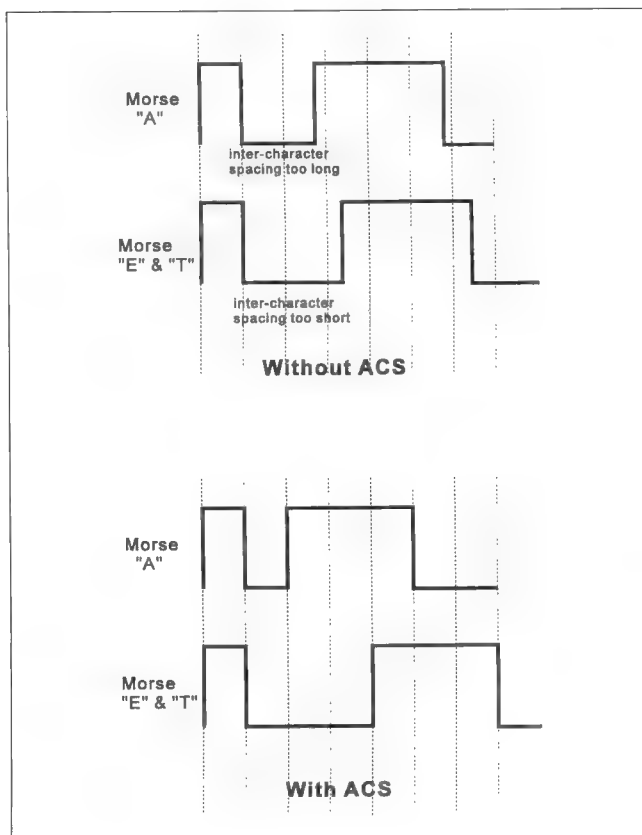 Morse
"A"
inter-character
spacing too long
Morse
"E" & "T"
inter-character
spacing too short
Without ACS
Morse
"A"
Morse
"E" & "T"
With ACS